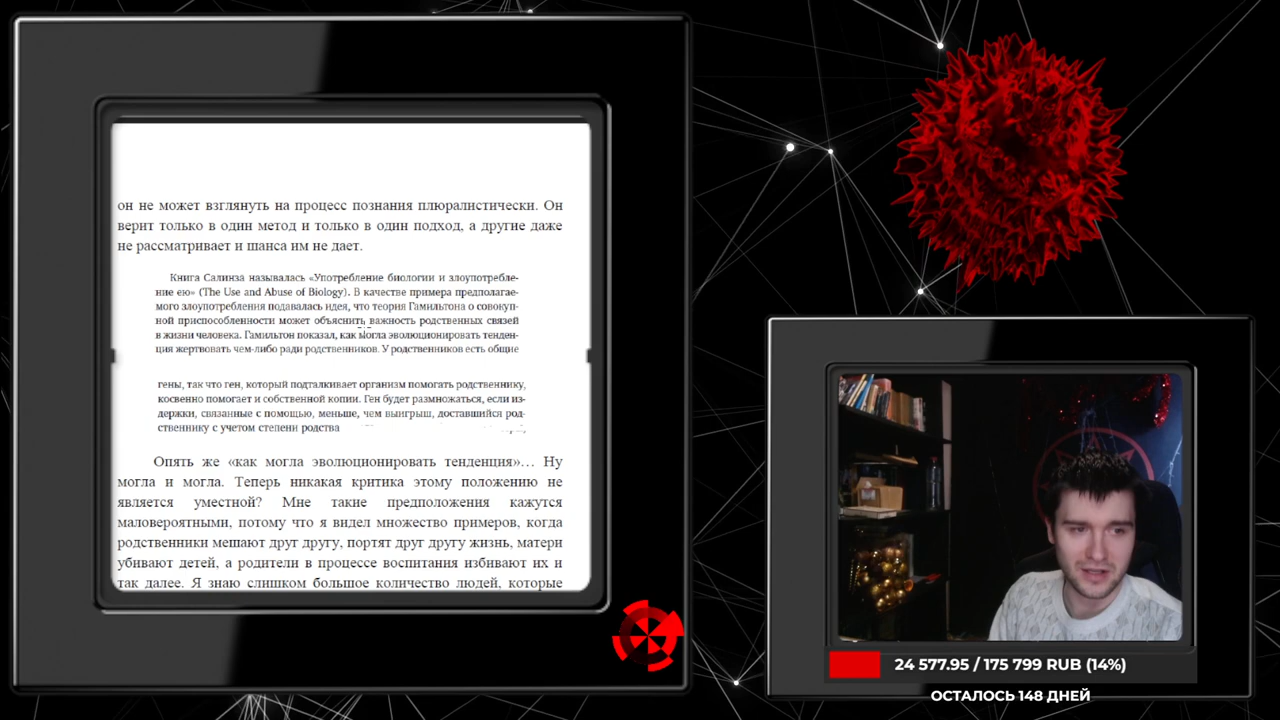 он не может взглянуть на процесс познания плюралистически. Он
верит только в один метод и только в один подход, а другие даже
не рассматривает и шанса им не дает.
Книга Салинза называлась «Употребление биологии и злоупотребле-
ние ею» (The Use and Abuse of Biology). В качестве примера предполагае-
мого злоупотребления подавалась идея, что теория Гамильтона о совокуп-
ной приспособленности может объяснить важность родственных связей
в жизни человека. Гамильтон показал, как могла эволюционировать тенден-
ция жертвовать чем-либо ради родственников. У родственников есть общие
гены, так что ген, который подталкивает организм помогать родственнику,
косвенно помогает и собственной копии. Ген будет размножаться, если из-
держки, связанные с помощью, меньше, чем выигрыш, доставшийся род-
ственнику с учетом степени родства
Опять же «как могла эволюционировать тенденция»… Ну
могла и могла. Теперь никакая критика этому положению не
является уместной? Мне такие предположения кажутся
маловероятными, потому что я видел множество примеров, когда
родственники мешают друг другу, портят друг другу жизнь, матери
убивают детей, а родители в процессе воспитания избивают их и
так далее. Я знаю слишком большое количество людей, которые
24 577.95 / 175 799 RUB (14%)
ОСТАЛОСЬ 148 ДНЕЙ